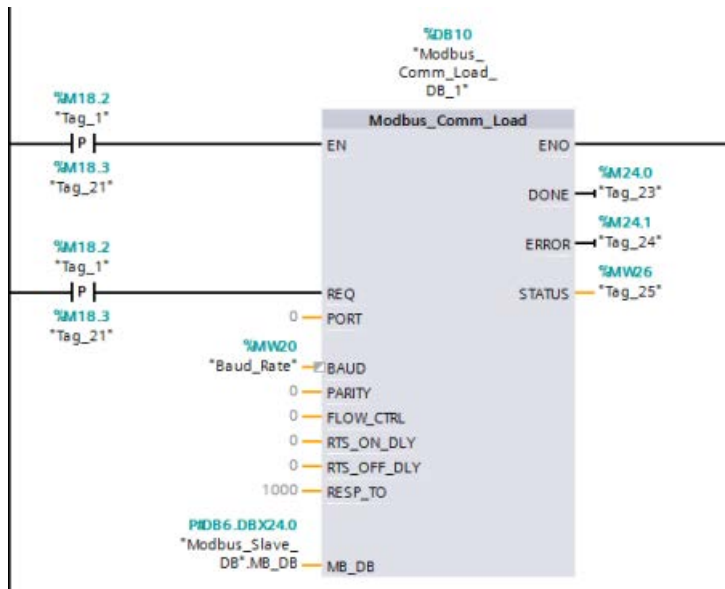 %DB10
"Modbus_
Comm_Load_
DB_1"
%M18.2
"Tag_1"
P
%M18.3
"Tag_21"
Modbus_Comm_Load
EN
ENO
%M24.0
DONE
"Tag_23"
%M24.1
ERROR
"Tag_24"
%M18.2
"Tag_1"
P
%M18.3
"Tag_21"
%MW26
REQ
STATUS
"Tag_25"
0
PORT
%MW20
"Baud_Rate"
BAUD
0
PARITY
0
FLOW_CTRL
0
RTS_ON_DLY
0
RTS_OFF_DLY
1000
RESP_TO
P#DB6.DBX24.0
"Modbus_Slave_
DB".MB_DB
MB_DB